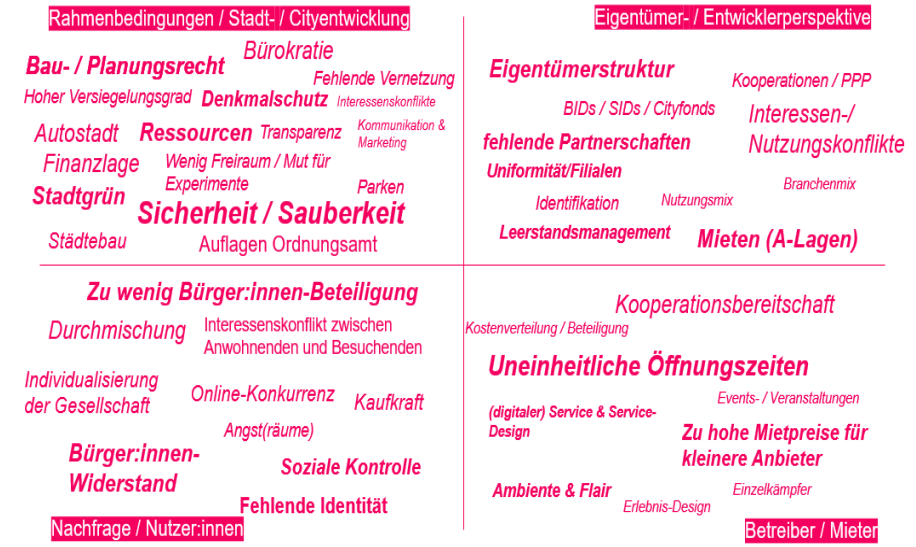 Rahmenbedingungen / Stadt- / Cityentwicklung
Bürokratie
Bau- / Planungsrecht
Fehlende Vernetzung
Hoher Versiegelungsgrad
Denkmalschutz
Interessenskonflikte
Autostadt
Ressourcen
Transparenz
Kommunikation &
Marketing
Finanzlage
Wenig Freiraum / Mut für
Experimente
Parken
Stadtgrün
Sicherheit / Sauberkeit
Städtebau
Auflagen Ordnungsamt
Eigentümer- / Entwicklerperspektive
Eigentümerstruktur
Kooperationen / PPP
BIDs / SIDs / Cityfonds
Interessen-/
Nutzungskonflikte
fehlende Partnerschaften
Uniformität/Filialen
Branchenmix
Identifikation
Nutzungsmix
Leerstandsmanagement
Mieten (A-Lagen)
Zu wenig Bürger:innen-Beteiligung
Durchmischung
Interessenskonflikt zwischen
Anwohnenden und Besuchenden
Individualisierung
der Gesellschaft
Online-Konkurrenz
Kaufkraft
Angst(räume)
Bürger:innen-
Widerstand
Soziale Kontrolle
Fehlende Identität
Nachfrage / Nutzer:innen
Kooperationsbereitschaft
Kostenverteilung / Beteiligung
Uneinheitliche Öffnungszeiten
Events- / Veranstaltungen
(digitaler) Service & Service-
Design
Zu hohe Mietpreise für
kleinere Anbieter
Ambiente & Flair
Einzelkämpfer
Erlebnis-Design
Betreiber / Mieter